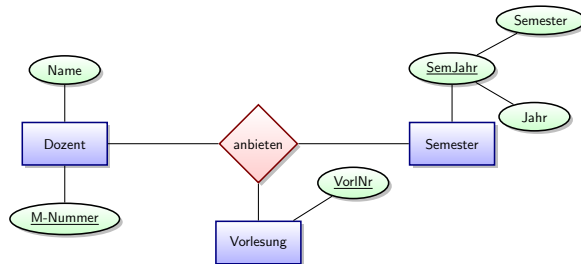 Semester
Name
SemJahr
Jahr
Dozent
anbieten
Semester
VorlNr
M-Nummer
Vorlesung